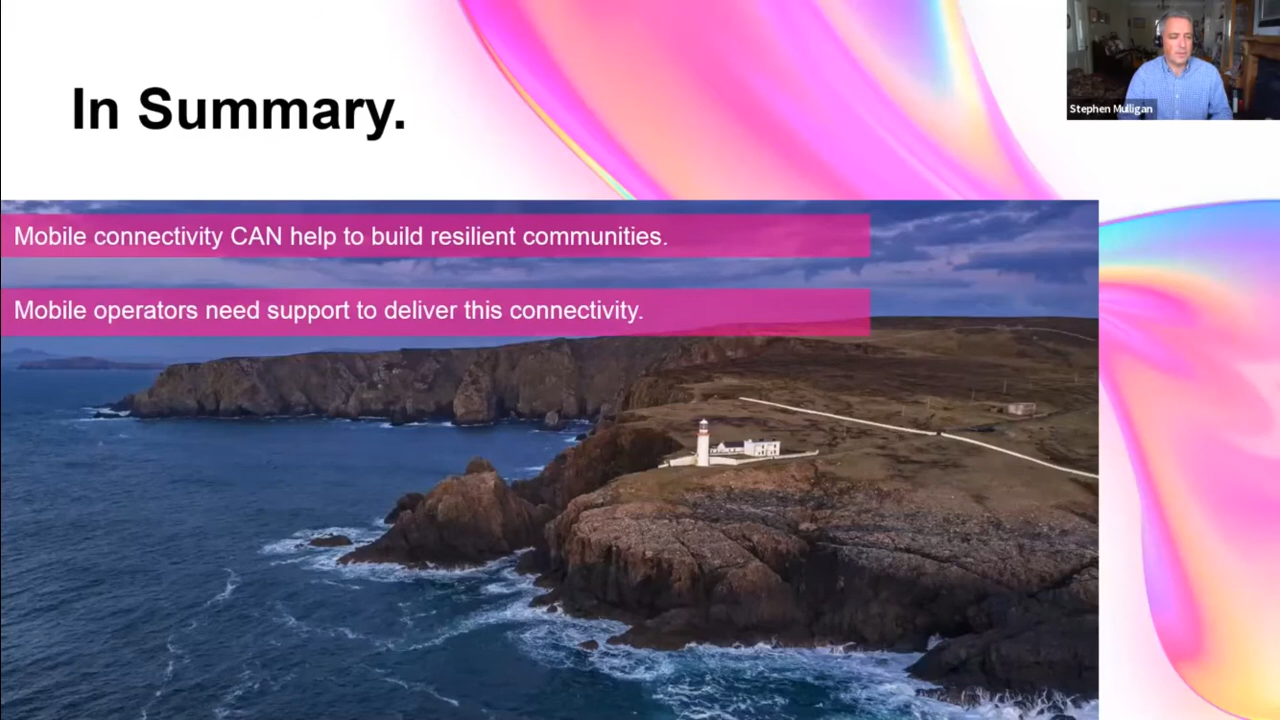 In Summary.
Stephen Mulligan
Mobile connectivity CAN help to build resilient communities.
Mobile operators need support to deliver this connectivity.